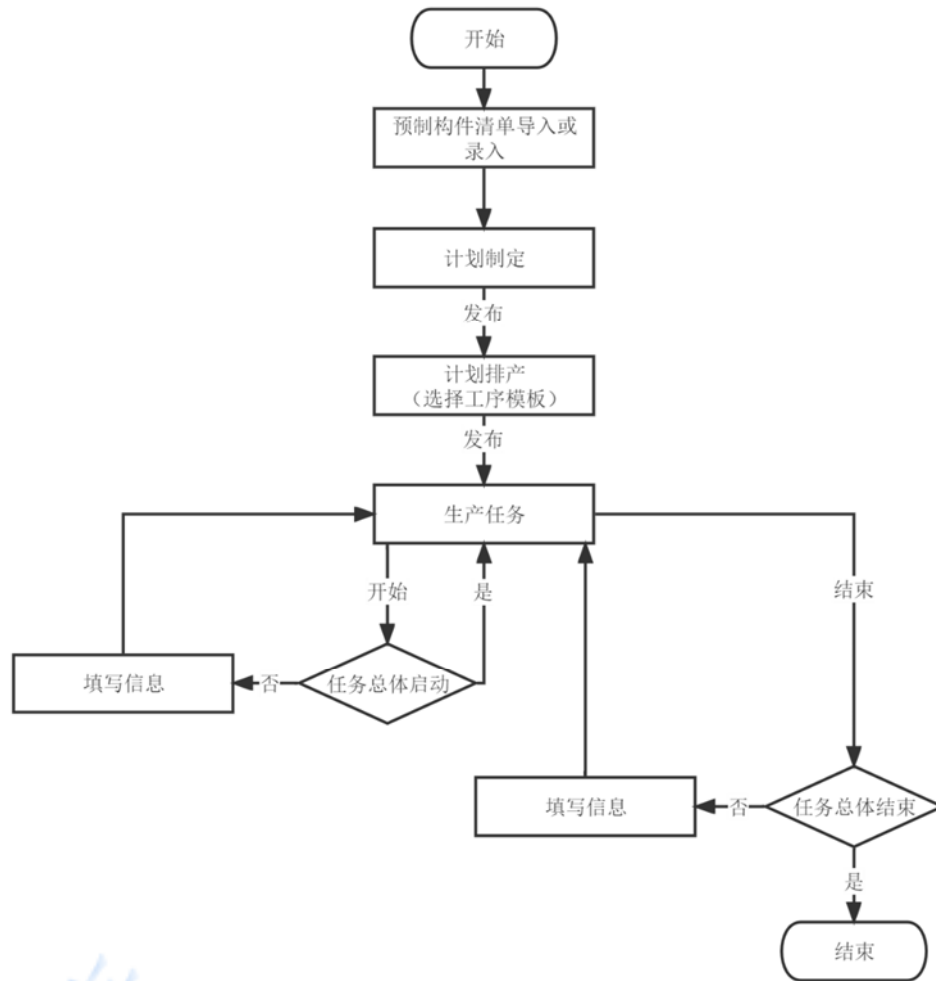 开始
预制构件清单导入或
录入
计划制定
发布
计划排产
（选择工序模板）
发布
生产任务
开始
是
结束
填写信息
否
任务总体启动
填写信息
否
任务总体结束
是
结束